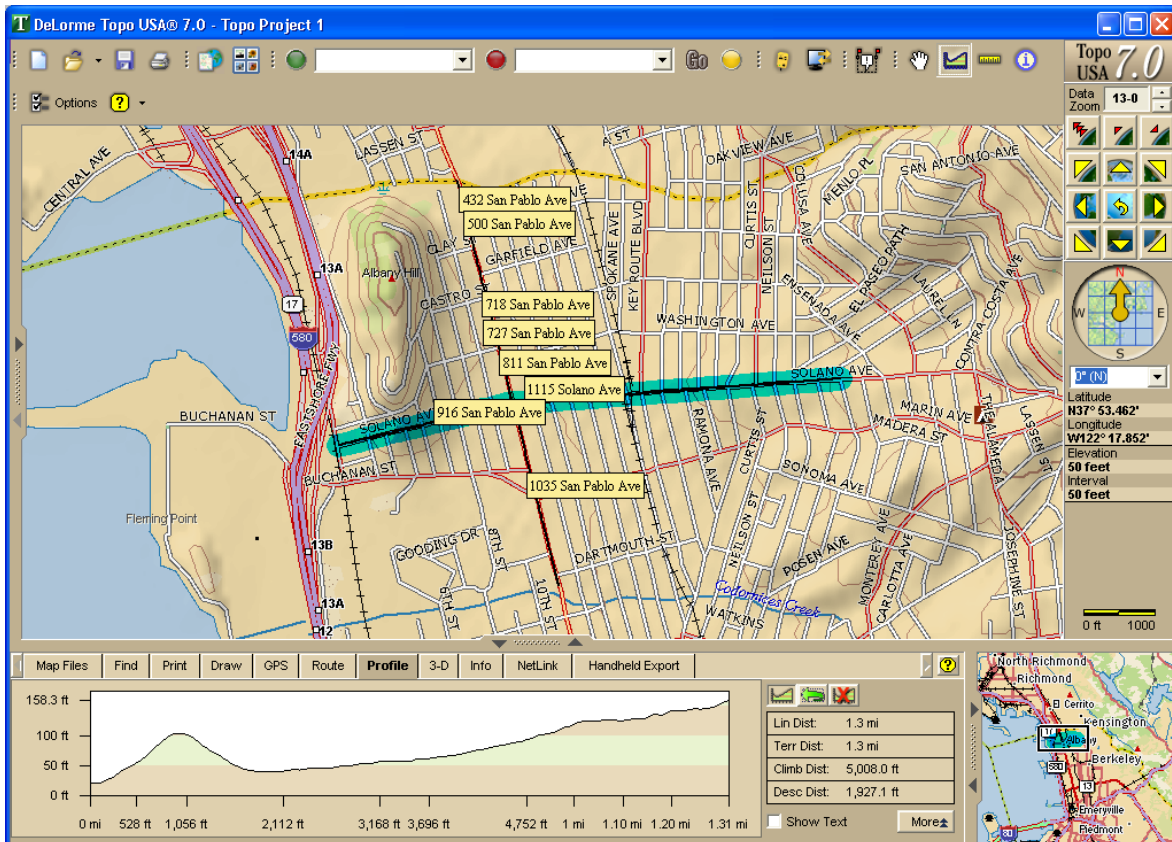 DeLorme Topo USA® 7.0 - Topo Project 1
Go
Topo USA 7.0
Options
Data Zoom
13-0
N
W
E
S
0° (N)
Latitude
N37° 53.462'
Longitude
W122° 17.852'
Elevation
50 feet
Interval
50 feet
0 ft 1000
CENTRAL AVE
14A
LASSEN ST
A ST
OAKVIEW AVE
SAN ANTONIO AVE
MENLO PL
COLUSA AVE
CURTIS ST
NEILSON ST
432 San Pablo Ave
500 San Pablo Ave
SPOKANE AVE
KEY ROUTE BLVD
CLAY S
GARFIELD AVE
EL PASEO PATH
LAUREL LN
CONTRA COSTA AVE
ENSENADA AVE
13A
Albany Hill
CASTRO S
17
580
EASTSHORE FWY
718 San Pablo Ave
WASHINGTON AVE
727 San Pablo Ave
811 San Pablo Ave
1115 Solano Ave
SOLANO AVE
916 San Pablo Ave
SOLANO AV
BUCHANAN ST
MARIN AVE
MADERA ST
THE ALAMEDA
LASSEN ST
RAMONA AVE
CURTIS ST
BUCHANAN ST
SONOMA AVE
1035 San Pablo Ave
Fleming Point
13B
GOODING DR
8TH ST
6TH ST
10TH ST
DARTMOUTH ST
NEILSON ST
POSEN AVE
MONTEREY AVE
CARLOTTA AVE
JOSEPHINE ST
Codornices Creek
WATKINS
13A
12
Map Files
Find
Print
Draw
GPS
Route
Profile
3-D
Info
NetLink
Handheld Export
158.3 ft
100 ft
50 ft
0 ft
0 mi 528 ft 1,056 ft 2,112 ft 3,168 ft 3,696 ft 4,752 ft 1 mi 1.10 mi 1.20 mi 1.31 mi
Lin Dist: 1.3 mi
Terr Dist: 1.3 mi
Climb Dist: 5,008.0 ft
Desc Dist: 1,927.1 ft
Show Text
More
North Richmond
Richmond
El Cerrito
Kensington
Albany
Berkeley
580
13
Emeryville
Piedmont
80